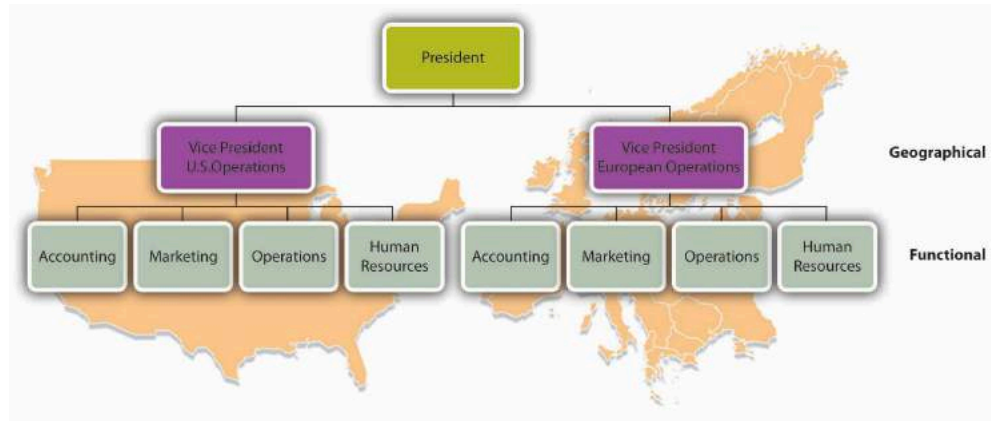 President
Vice President
U.S.Operations
Vice President
European Operations
Geographical
Accounting
Marketing
Operations
Human
Resources
Accounting
Marketing
Operations
Human
Resources
Functional